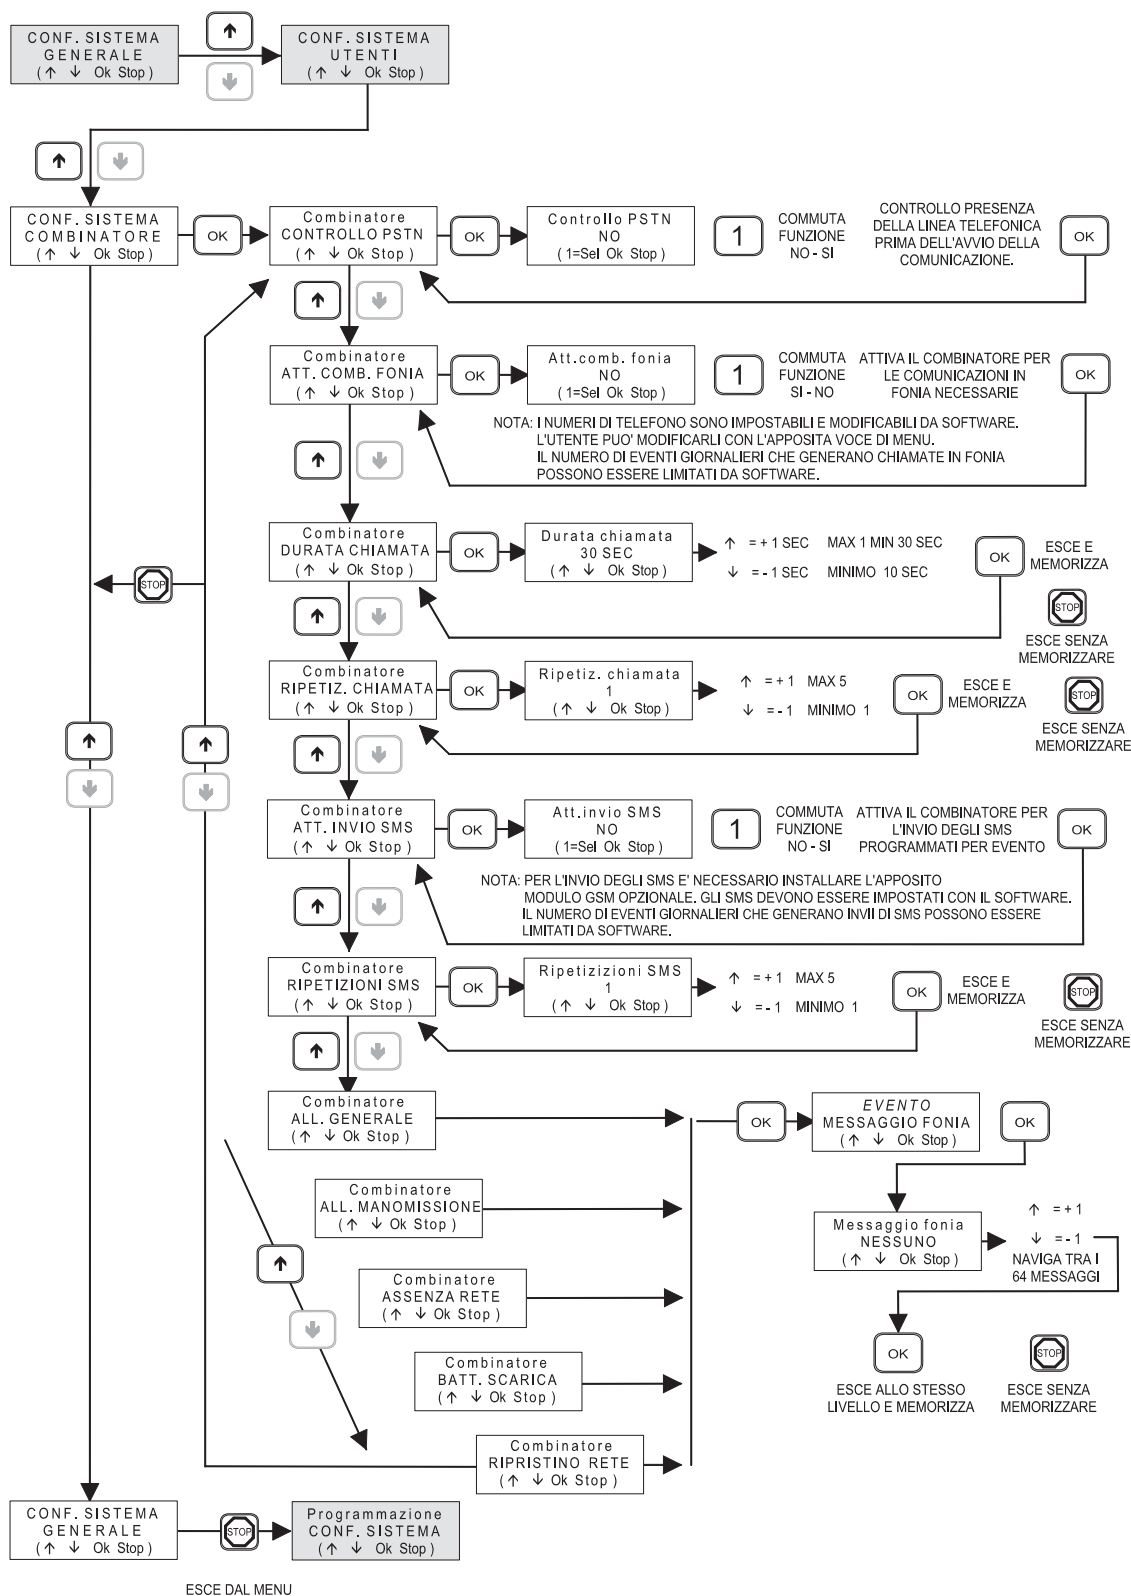 CONF. SISTEMA
GENERALE
(↑ ↓ Ok Stop)
↑
↓
CONF. SISTEMA
UTENTI
(↑ ↓ Ok Stop)
↑
↓
CONF. SISTEMA
COMBINATORE
(↑ ↓ Ok Stop)
OK
Combinatore
CONTROLLO PSTN
(↑ ↓ Ok Stop)
OK
Controllo PSTN
NO
(1=Sel Ok Stop)
1
COMMUTA
FUNZIONE
NO - SI
CONTROLLO PRESENZA
DELLA LINEA TELEFONICA
PRIMA DELL'AVVIO DELLA
COMUNICAZIONE.
OK
↑
↓
Combinatore
ATT. COMB. FONIA
(↑ ↓ Ok Stop)
OK
Att.comb. fonia
NO
(1=Sel Ok Stop)
1
COMMUTA
FUNZIONE
SI - NO
ATTIVA IL COMBINATORE PER
LE COMUNICAZIONI IN
FONIA NECESSARIE
OK
NOTA: I NUMERI DI TELEFONO SONO IMPOSTABILI E MODIFICABILI DA SOFTWARE.
L'UTENTE PUO' MODIFICARLI CON L'APPOSITA VOCE DI MENU.
IL NUMERO DI EVENTI GIORNALIERI CHE GENERANO CHIAMATE IN FONIA
POSSONO ESSERE LIMITATI DA SOFTWARE.
↑
↓
Combinatore
DURATA CHIAMATA
(↑ ↓ Ok Stop)
OK
Durata chiamata
30 SEC
(↑ ↓ Ok Stop)
↑ = + 1 SEC MAX 1 MIN 30 SEC
↓ = - 1 SEC MINIMO 10 SEC
OK
ESCE E
MEMORIZZA
STOP
ESCE SENZA
MEMORIZZARE
STOP
↑
↓
Combinatore
RIPETIZ. CHIAMATA
(↑ ↓ Ok Stop)
OK
Ripetiz. chiamata
1
(↑ ↓ Ok Stop)
↑ = + 1 MAX 5
↓ = - 1 MINIMO 1
OK
ESCE E
MEMORIZZA
STOP
ESCE SENZA
MEMORIZZARE
↑
↓
↑
↓
↑
↓
Combinatore
ATT. INVIO SMS
(↑ ↓ Ok Stop)
OK
Att.invio SMS
NO
(1=Sel Ok Stop)
1
COMMUTA
FUNZIONE
NO - SI
ATTIVA IL COMBINATORE PER
L'INVIO DEGLI SMS
PROGRAMMATI PER EVENTO
OK
NOTA: PER L'INVIO DEGLI SMS E' NECESSARIO INSTALLARE L'APPOSITO
MODULO GSM OPZIONALE. GLI SMS DEVONO ESSERE IMPOSTATI CON IL SOFTWARE.
IL NUMERO DI EVENTI GIORNALIERI CHE GENERANO INVII DI SMS POSSONO ESSERE
LIMITATI DA SOFTWARE.
↑
↓
Combinatore
RIPETIZIONI SMS
(↑ ↓ Ok Stop)
OK
Ripetizizioni SMS
1
(↑ ↓ Ok Stop)
↑ = + 1 MAX 5
↓ = - 1 MINIMO 1
OK
ESCE E
MEMORIZZA
STOP
ESCE SENZA
MEMORIZZARE
↑
↓
Combinatore
ALL. GENERALE
(↑ ↓ Ok Stop)
OK
EVENTO
MESSAGGIO FONIA
(↑ ↓ Ok Stop)
OK
Combinatore
ALL. MANOMISSIONE
(↑ ↓ Ok Stop)
Messaggio fonia
NESSUNO
(↑ ↓ Ok Stop)
↑ = + 1
↓ = - 1
NAVIGA TRA I
64 MESSAGGI
↑
↓
Combinatore
ASSENZA RETE
(↑ ↓ Ok Stop)
OK
ESCE ALLO STESSO
LIVELLO E MEMORIZZA
STOP
ESCE SENZA
MEMORIZZARE
Combinatore
BATT. SCARICA
(↑ ↓ Ok Stop)
Combinatore
RIPRISTINO RETE
(↑ ↓ Ok Stop)
CONF. SISTEMA
GENERALE
(↑ ↓ Ok Stop)
STOP
Programmazione
CONF. SISTEMA
(↑ ↓ Ok Stop)
ESCE DAL MENU